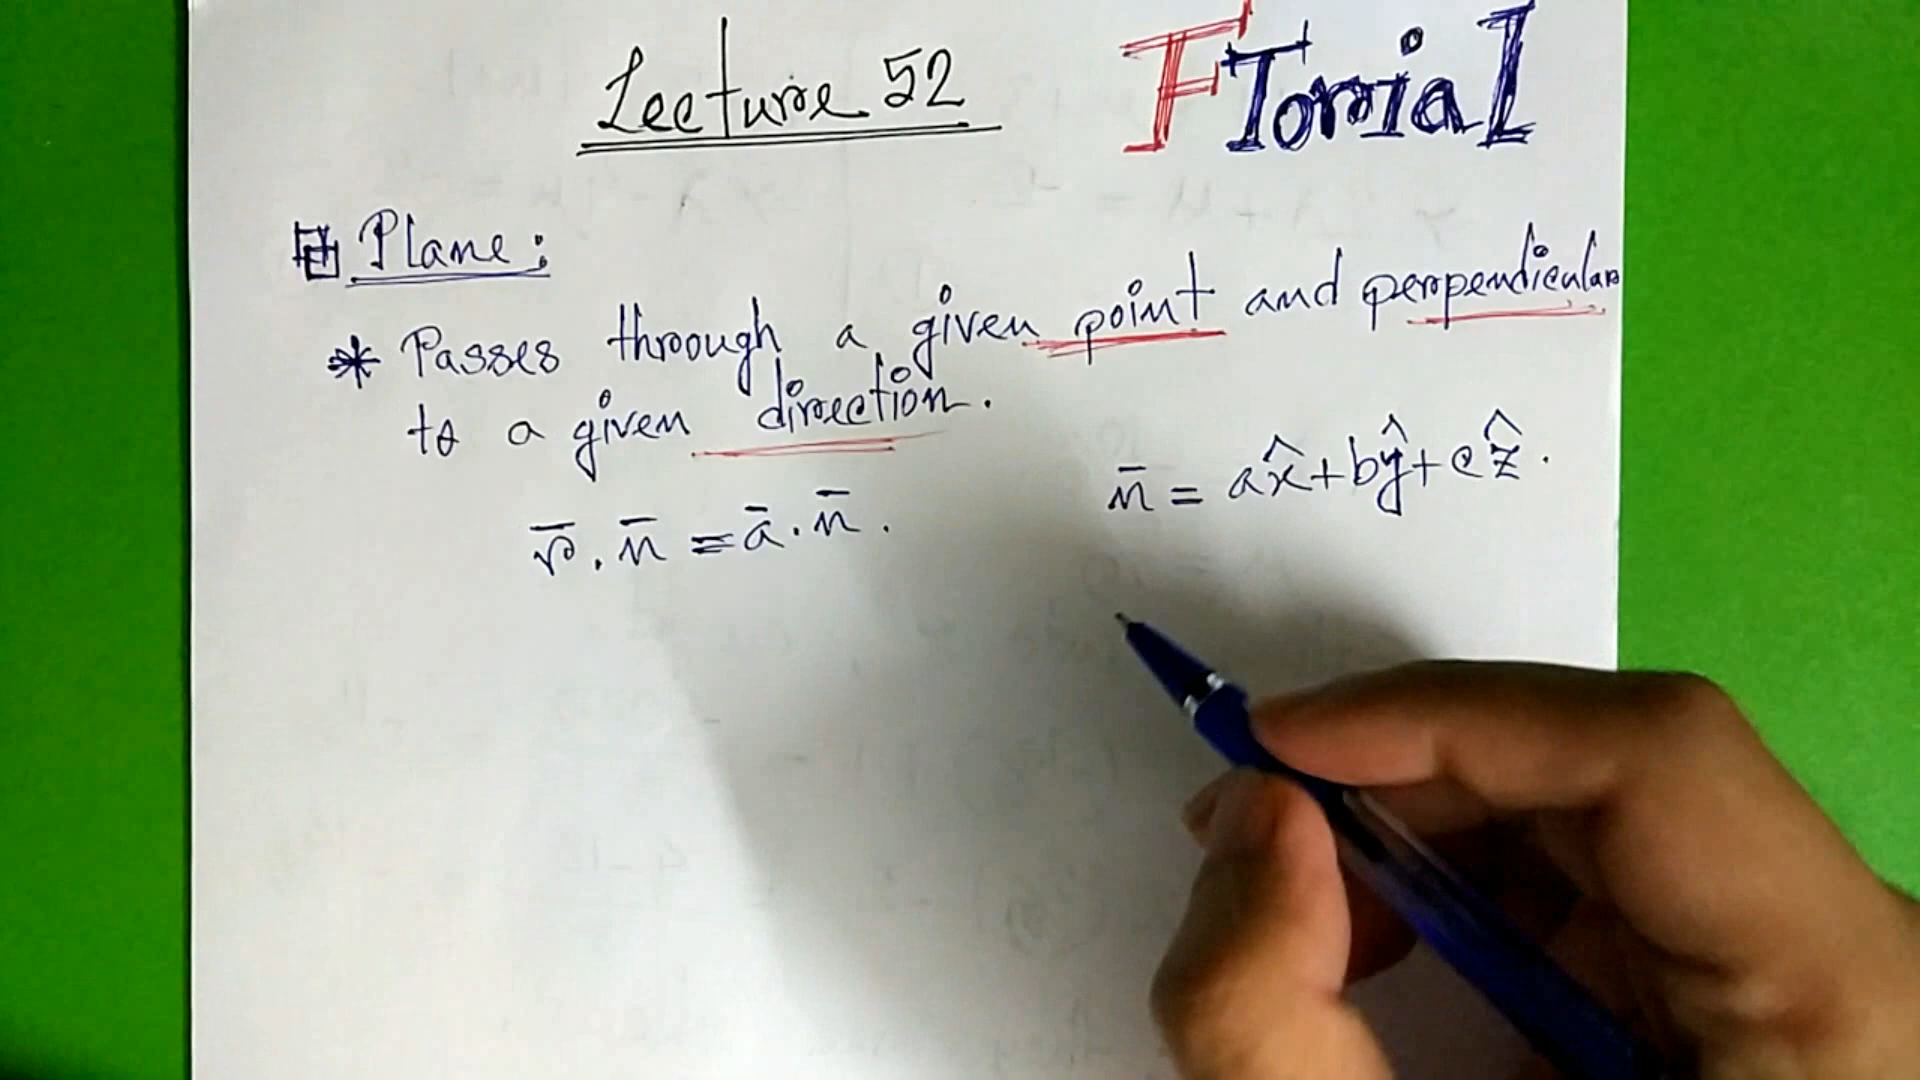 Lecture 52
FTorial
Plane:
* Passes through a given point and perpendicular
to a given direction.
r̄ . n̄ = ā . n̄ .
n̄ = ax̂ + bŷ + cẑ .